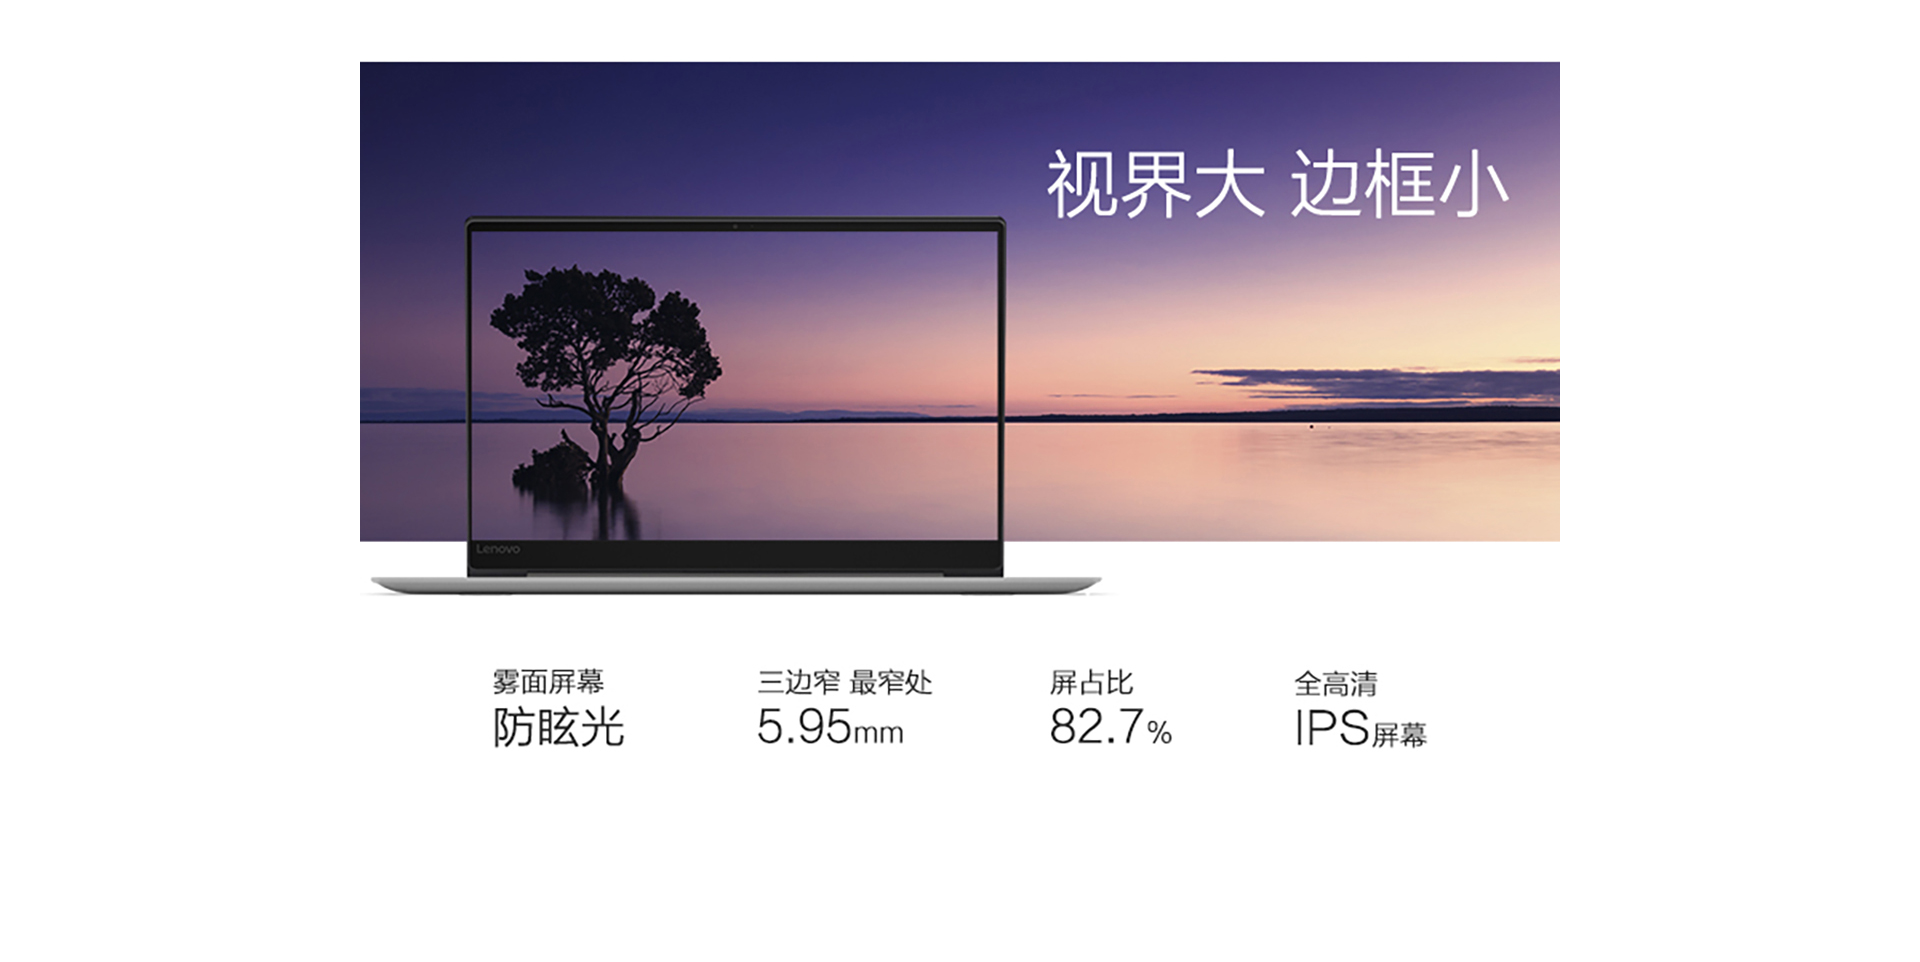 视界大 边框小
Lenovo
雾面屏幕
防眩光
三边窄 最窄处
5.95mm
屏占比
82.7%
全高清
IPS屏幕